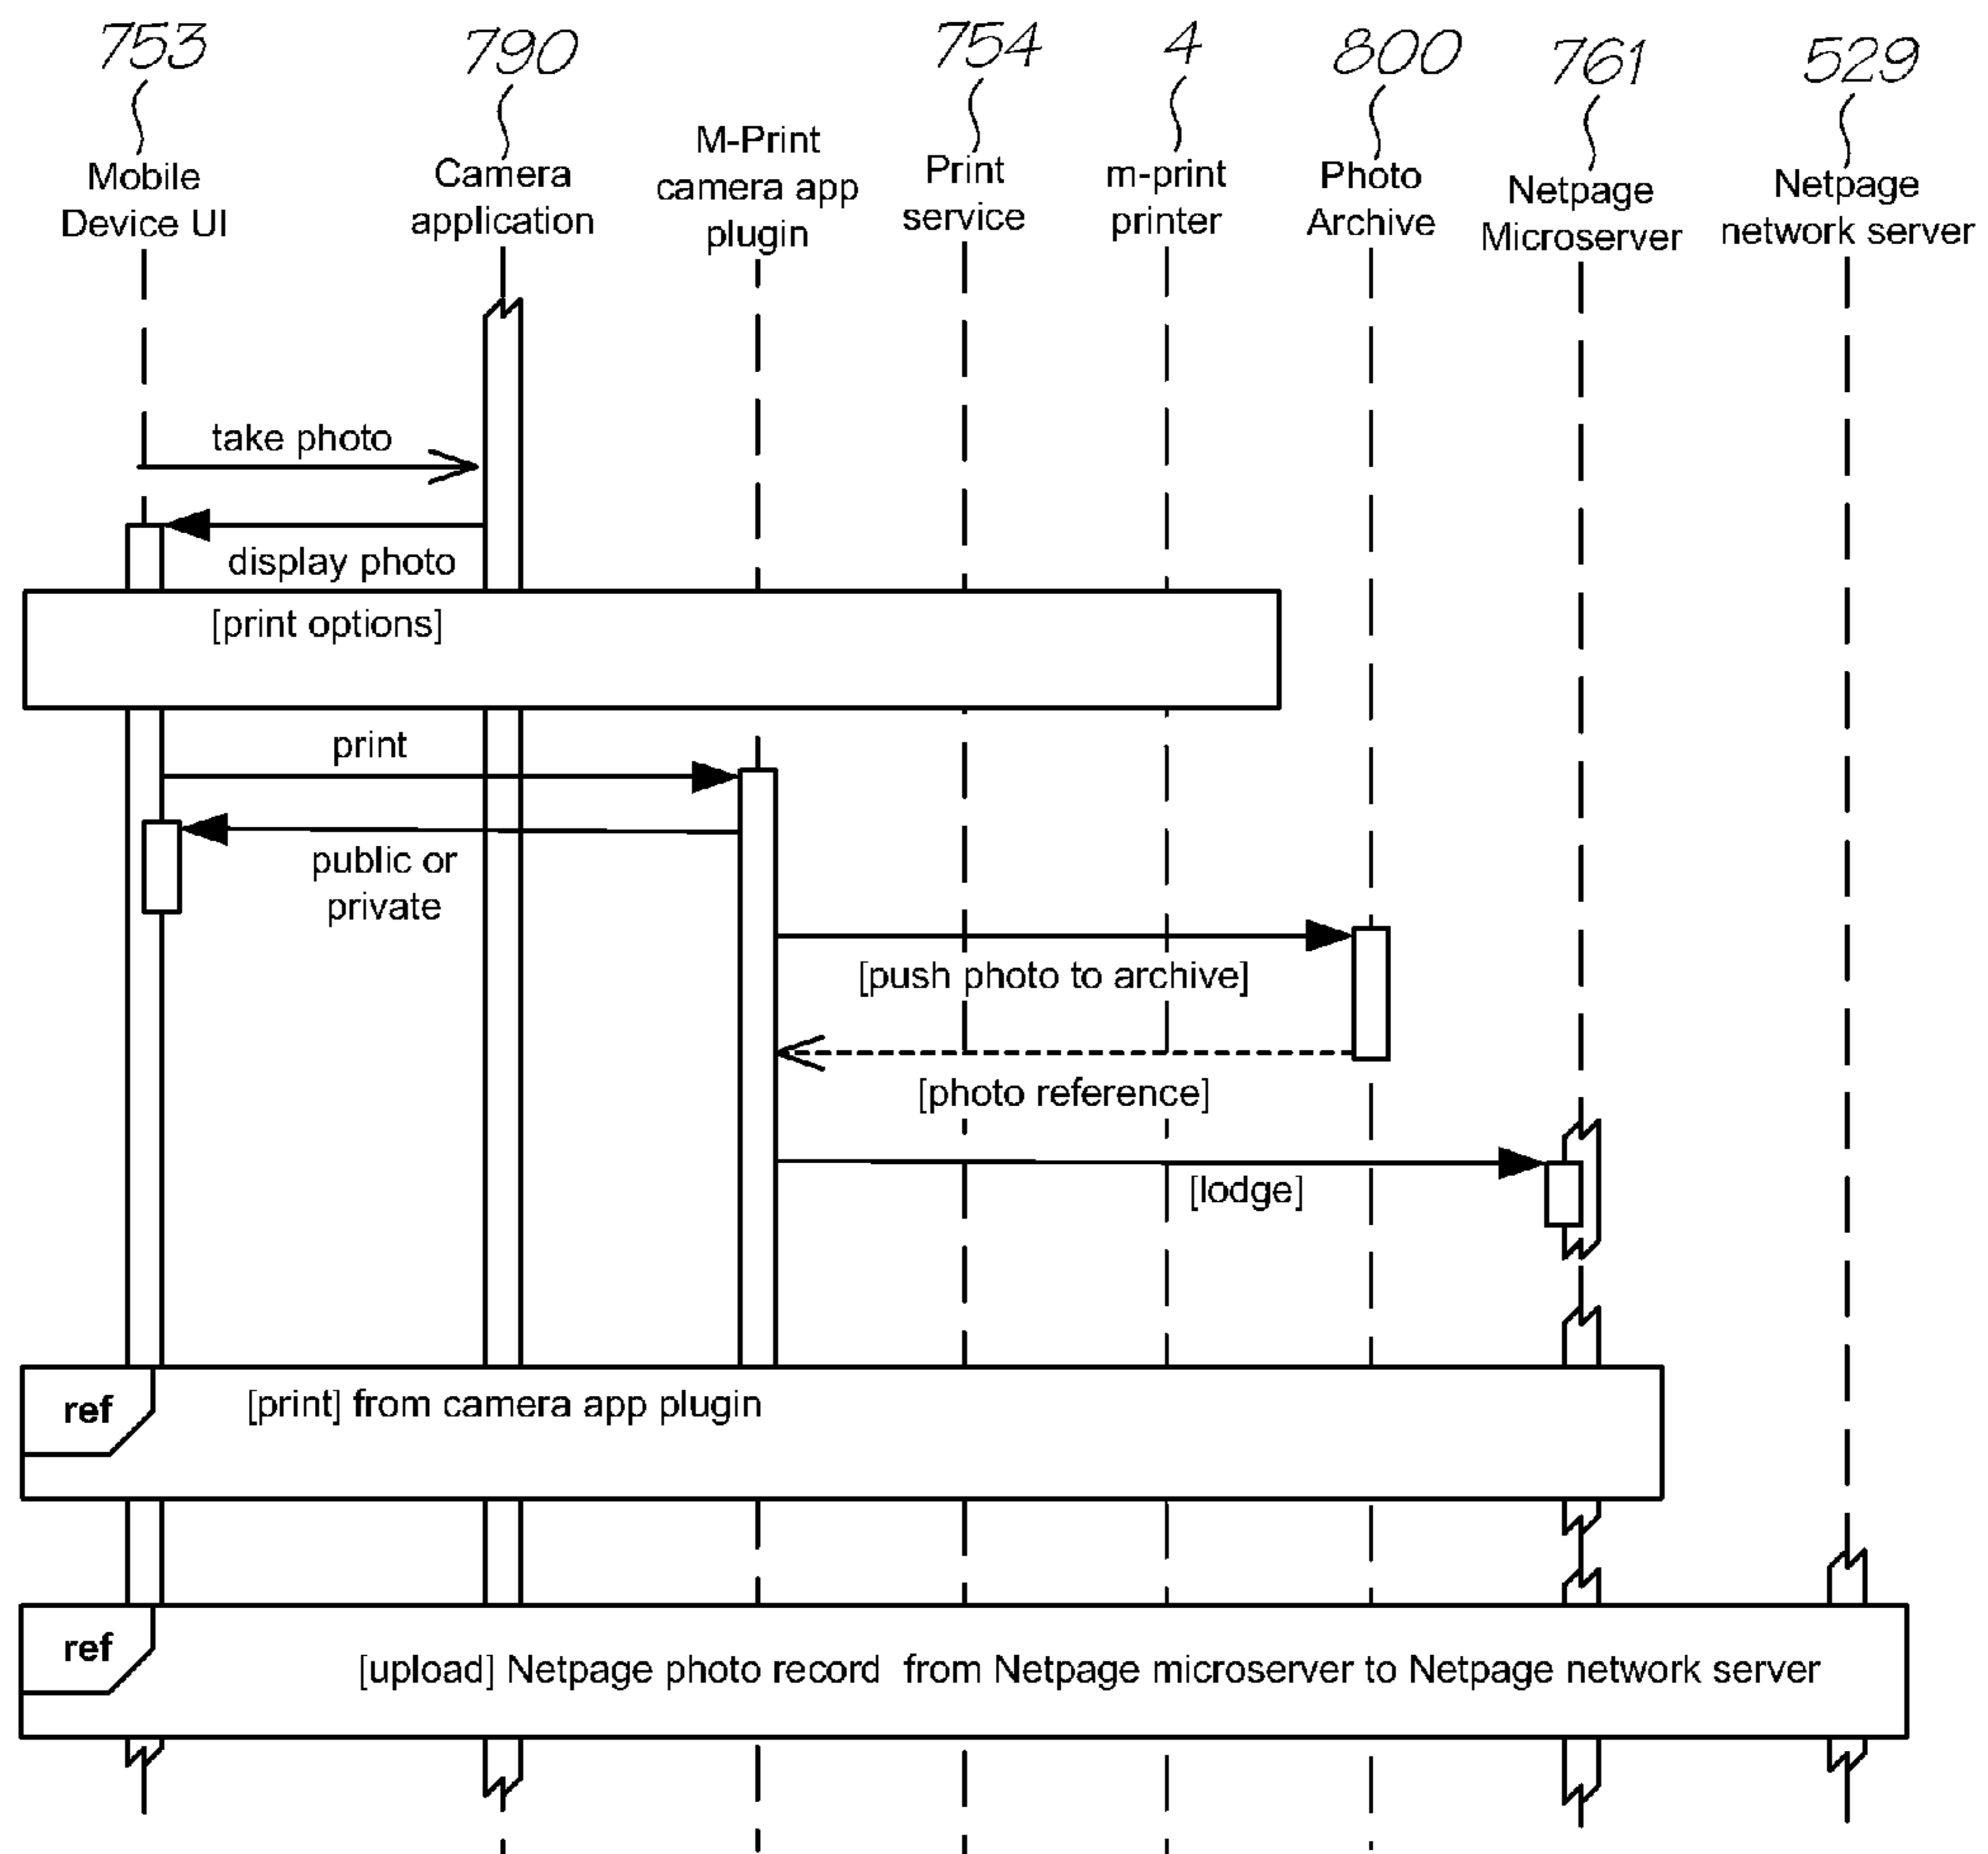 753
790
754
4
800
761
529
Mobile
Device UI
Camera
application
M-Print
camera app
plugin
Print
service
m-print
printer
Photo
Archive
Netpage
Microserver
Netpage
network server
take photo
display photo
[print options]
print
public or
private
[push photo to archive]
[photo reference]
[lodge]
ref
[print] from camera app plugin
ref
[upload] Netpage photo record from Netpage microserver to Netpage network server